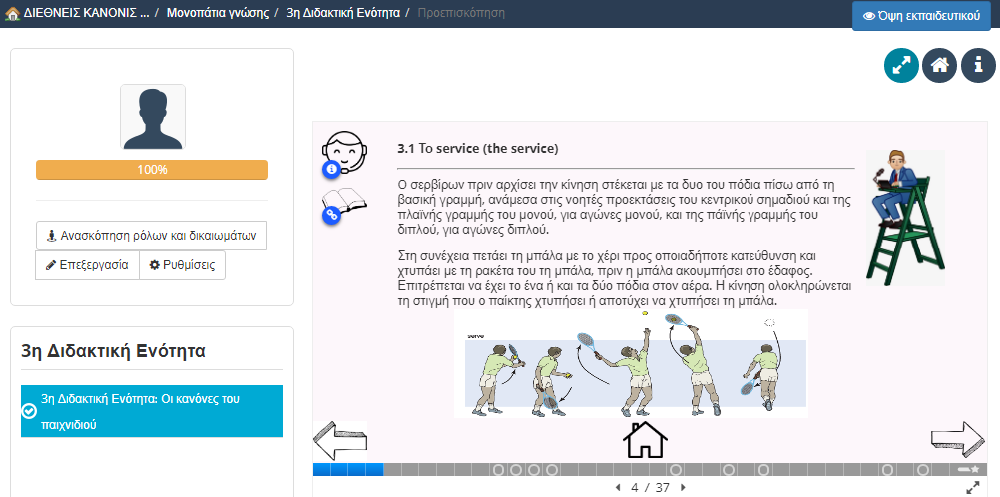 ΔΙΕΘΝΕΙΣ ΚΑΝΟΝΙΣ ... / Μονοπάτια γνώσης / 3η Διδακτική Ενότητα / Προεπισκόπηση
Όψη εκπαιδευτικού
100%
Ανασκόπηση ρόλων και δικαιωμάτων
Επεξεργασία
Ρυθμίσεις
3η Διδακτική Ενότητα
3η Διδακτική Ενότητα: Οι κανόνες του
παιχνιδιού
3.1 Το service (the service)
Ο σερβίρων πριν αρχίσει την κίνηση στέκεται με τα δυο του πόδια πίσω από τη
βασική γραμμή, ανάμεσα στις νοητές προεκτάσεις του κεντρικού σημαδιού και της
πλαϊνής γραμμής του μονού, για αγώνες μονού, και της πάϊνής γραμμής του
διπλού, για αγώνες διπλού.
Στη συνέχεια πετάει τη μπάλα με το χέρι προς οποιαδήποτε κατεύθυνση και
χτυπάει με τη ρακέτα του τη μπάλα, πριν η μπάλα ακουμπήσει στο έδαφος.
Επιτρέπεται να έχει το ένα ή και τα δύο πόδια στον αέρα. Η κίνηση ολοκληρώνεται
τη στιγμή που ο παίκτης χτυπήσει ή αποτύχει να χτυπήσει τη μπάλα.
serve
4 / 37